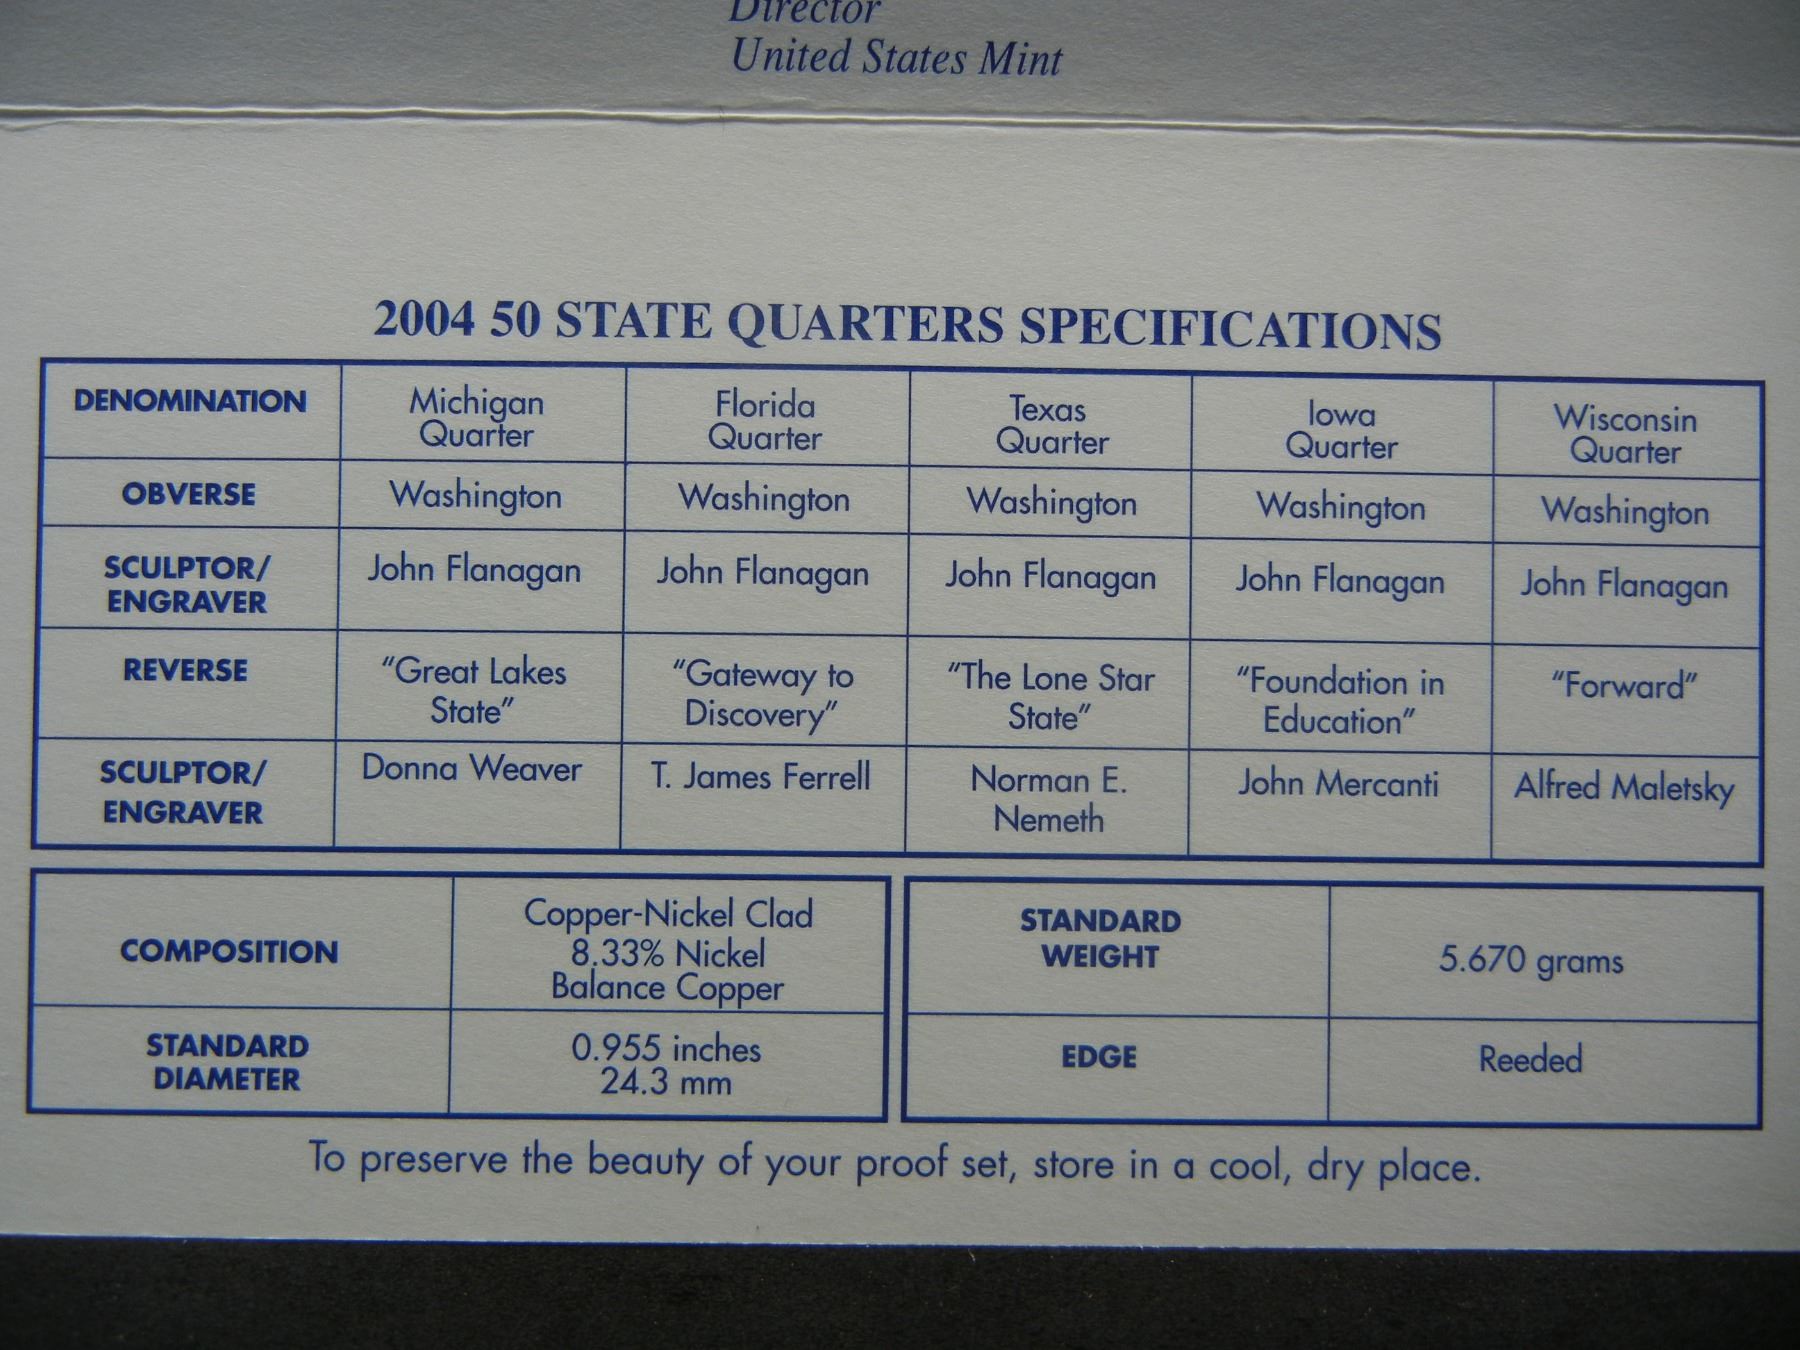 Director
United States Mint
2004 50 STATE QUARTERS SPECIFICATIONS
DENOMINATION
Michigan
Quarter
Florida
Quarter
Texas
Quarter
Iowa
Quarter
Wisconsin
Quarter
OBVERSE
Washington
Washington
Washington
Washington
Washington
SCULPTOR/
ENGRAVER
John Flanagan
John Flanagan
John Flanagan
John Flanagan
John Flanagan
REVERSE
"Great Lakes
State"
"Gateway to
Discovery"
"The Lone Star
State"
"Foundation in
Education"
"Forward"
SCULPTOR/
ENGRAVER
Donna Weaver
T. James Ferrell
Norman E.
Nemeth
John Mercanti
Alfred Maletsky
COMPOSITION
Copper-Nickel Clad
8.33% Nickel
Balance Copper
STANDARD
DIAMETER
0.955 inches
24.3 mm
STANDARD
WEIGHT
5.670 grams
EDGE
Reeded
To preserve the beauty of your proof set, store in a cool, dry place.